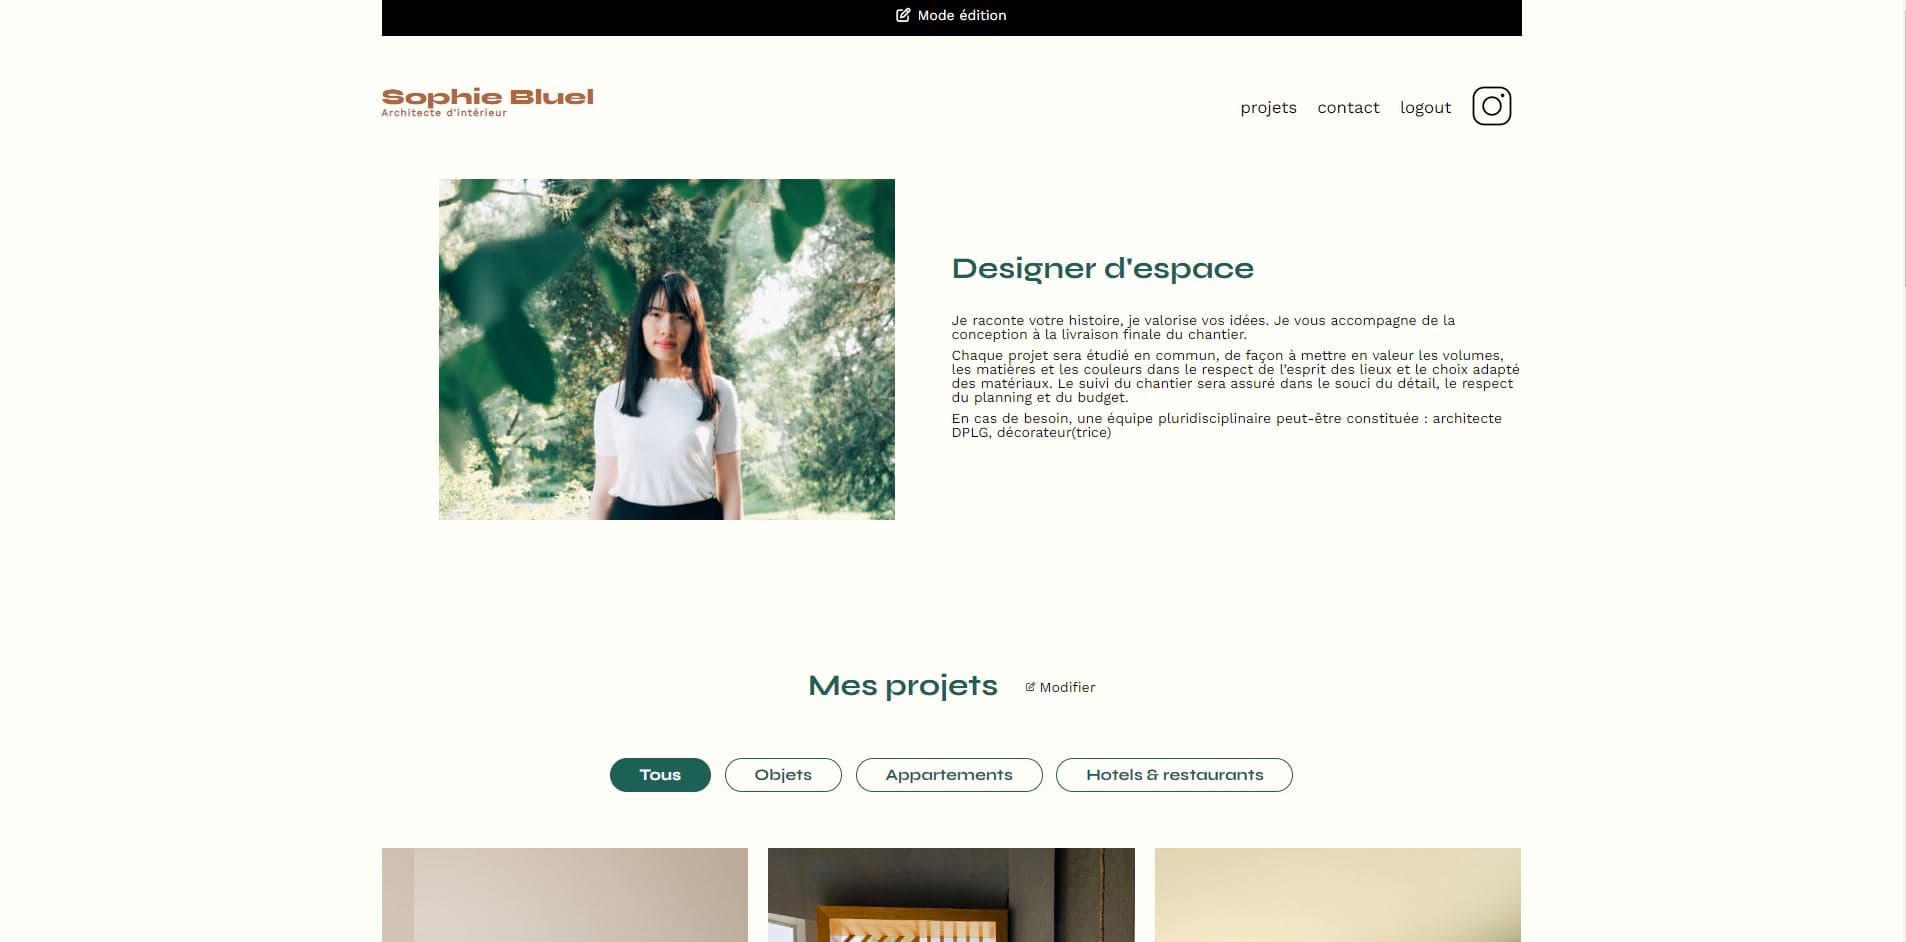 Mode édition
Sophie Bluel
Architecte d'intérieur
projets contact logout
Designer d'espace
Je raconte votre histoire, je valorise vos idées. Je vous accompagne de la
conception à la livraison finale du chantier.
Chaque projet sera étudié en commun, de façon à mettre en valeur les volumes,
les matières et les couleurs dans le respect de l’esprit des lieux et le choix adapté
des matériaux. Le suivi du chantier sera assuré dans le souci du détail, le respect
du planning et du budget.
En cas de besoin, une équipe pluridisciplinaire peut-être constituée : architecte
DPLG, décorateur(trice)
Mes projets Modifier
Tous Objets Appartements Hotels & restaurants